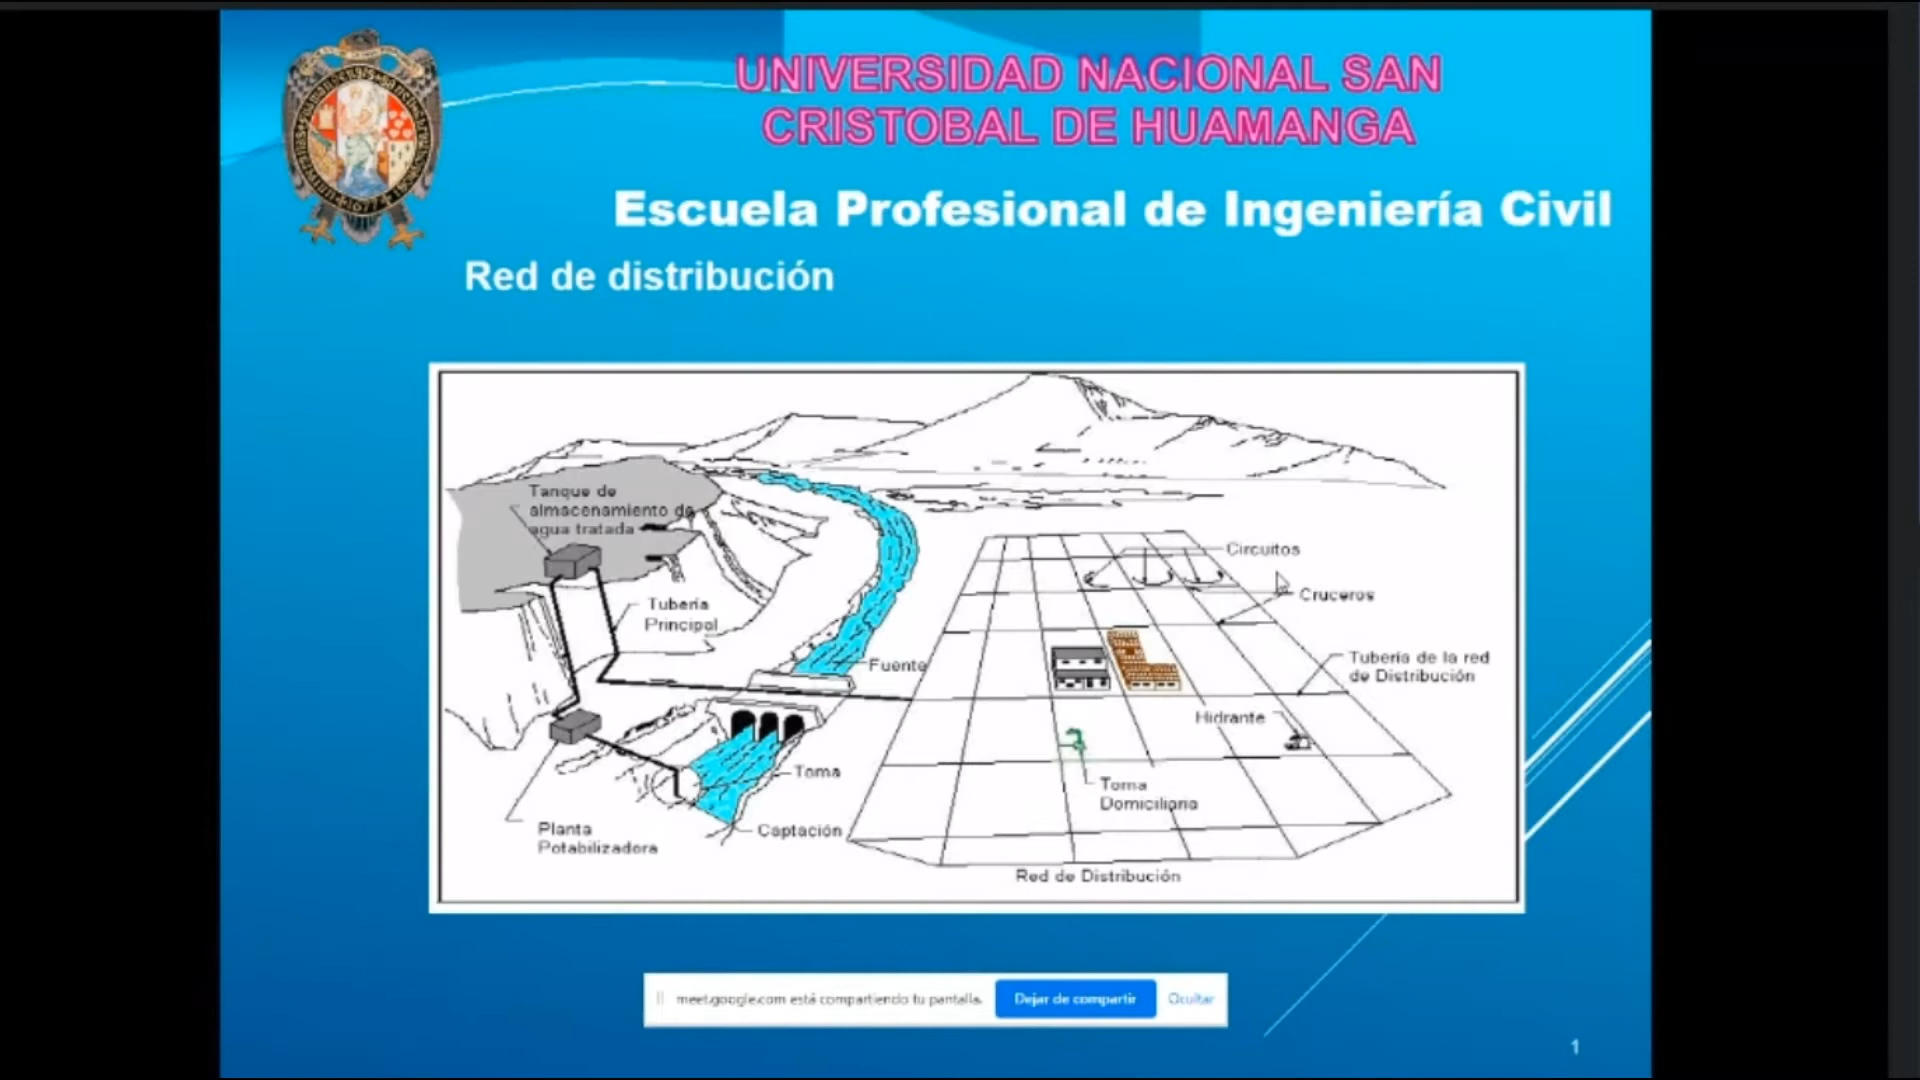 UNIVERSIDAD NACIONAL SAN
CRISTOBAL DE HUAMANGA
Escuela Profesional de Ingeniería Civil
Red de distribución
Tanque de
almacenamiento de
agua tratada
Circuitos
Cruceros
Tubería
Principal
Fuente
Tubería de la red
de Distribución
Hidrante
Toma
Toma
Domiciliaria
Captación
Planta
Potabilizadora
Red de Distribución
meet.google.com está compartiendo tu pantalla.
Dejar de compartir
Ocultar
1
1677